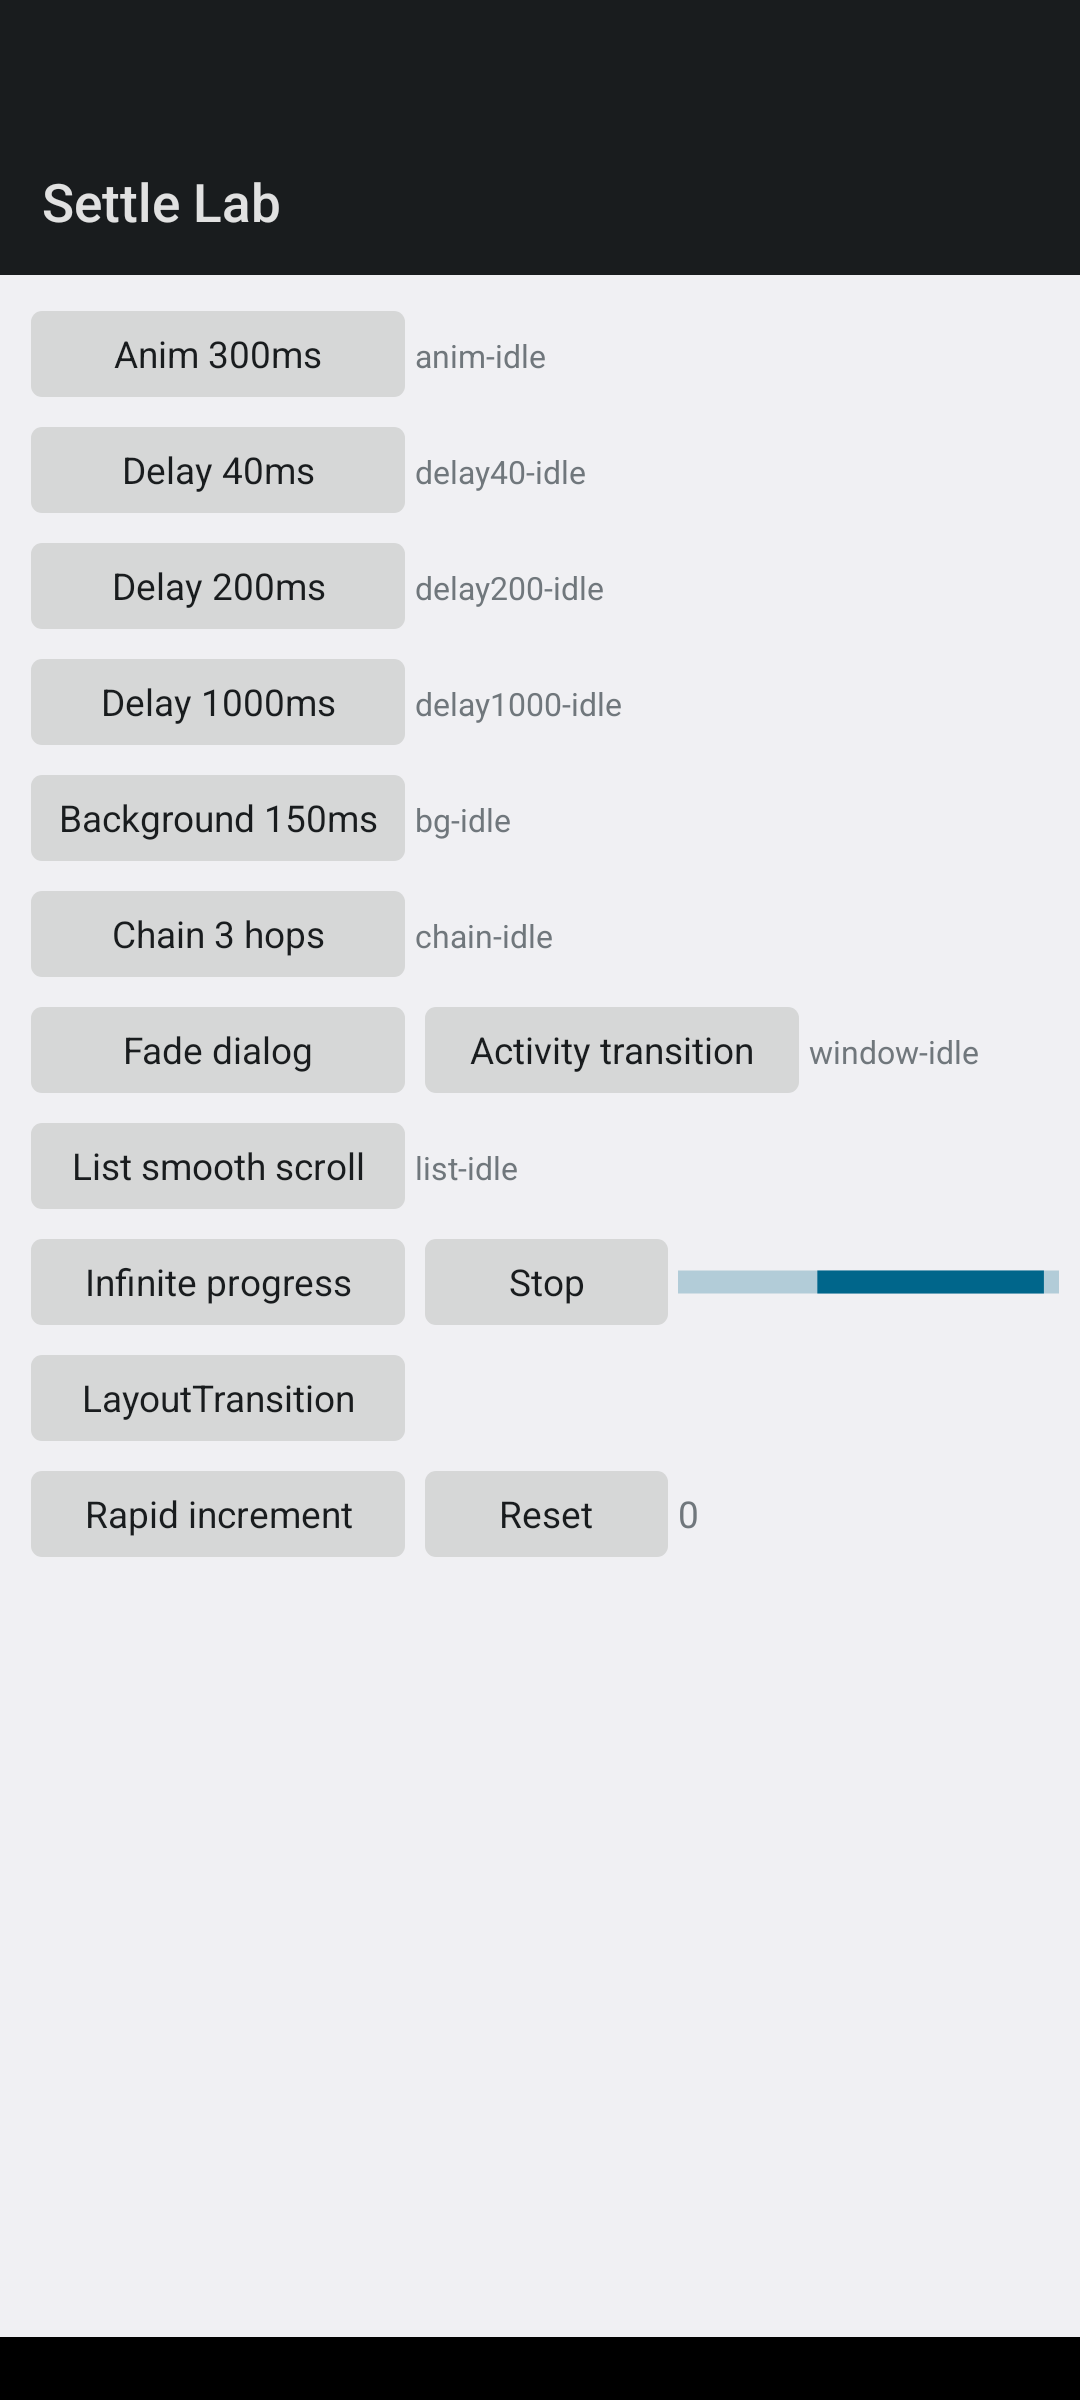 Settle Lab
Anim 300ms anim-idle
Delay 40ms delay40-idle
Delay 200ms delay200-idle
Delay 1000ms delay1000-idle
Background 150ms bg-idle
Chain 3 hops chain-idle
Fade dialog Activity transition window-idle
List smooth scroll list-idle
Infinite progress Stop
LayoutTransition
Rapid increment Reset 0